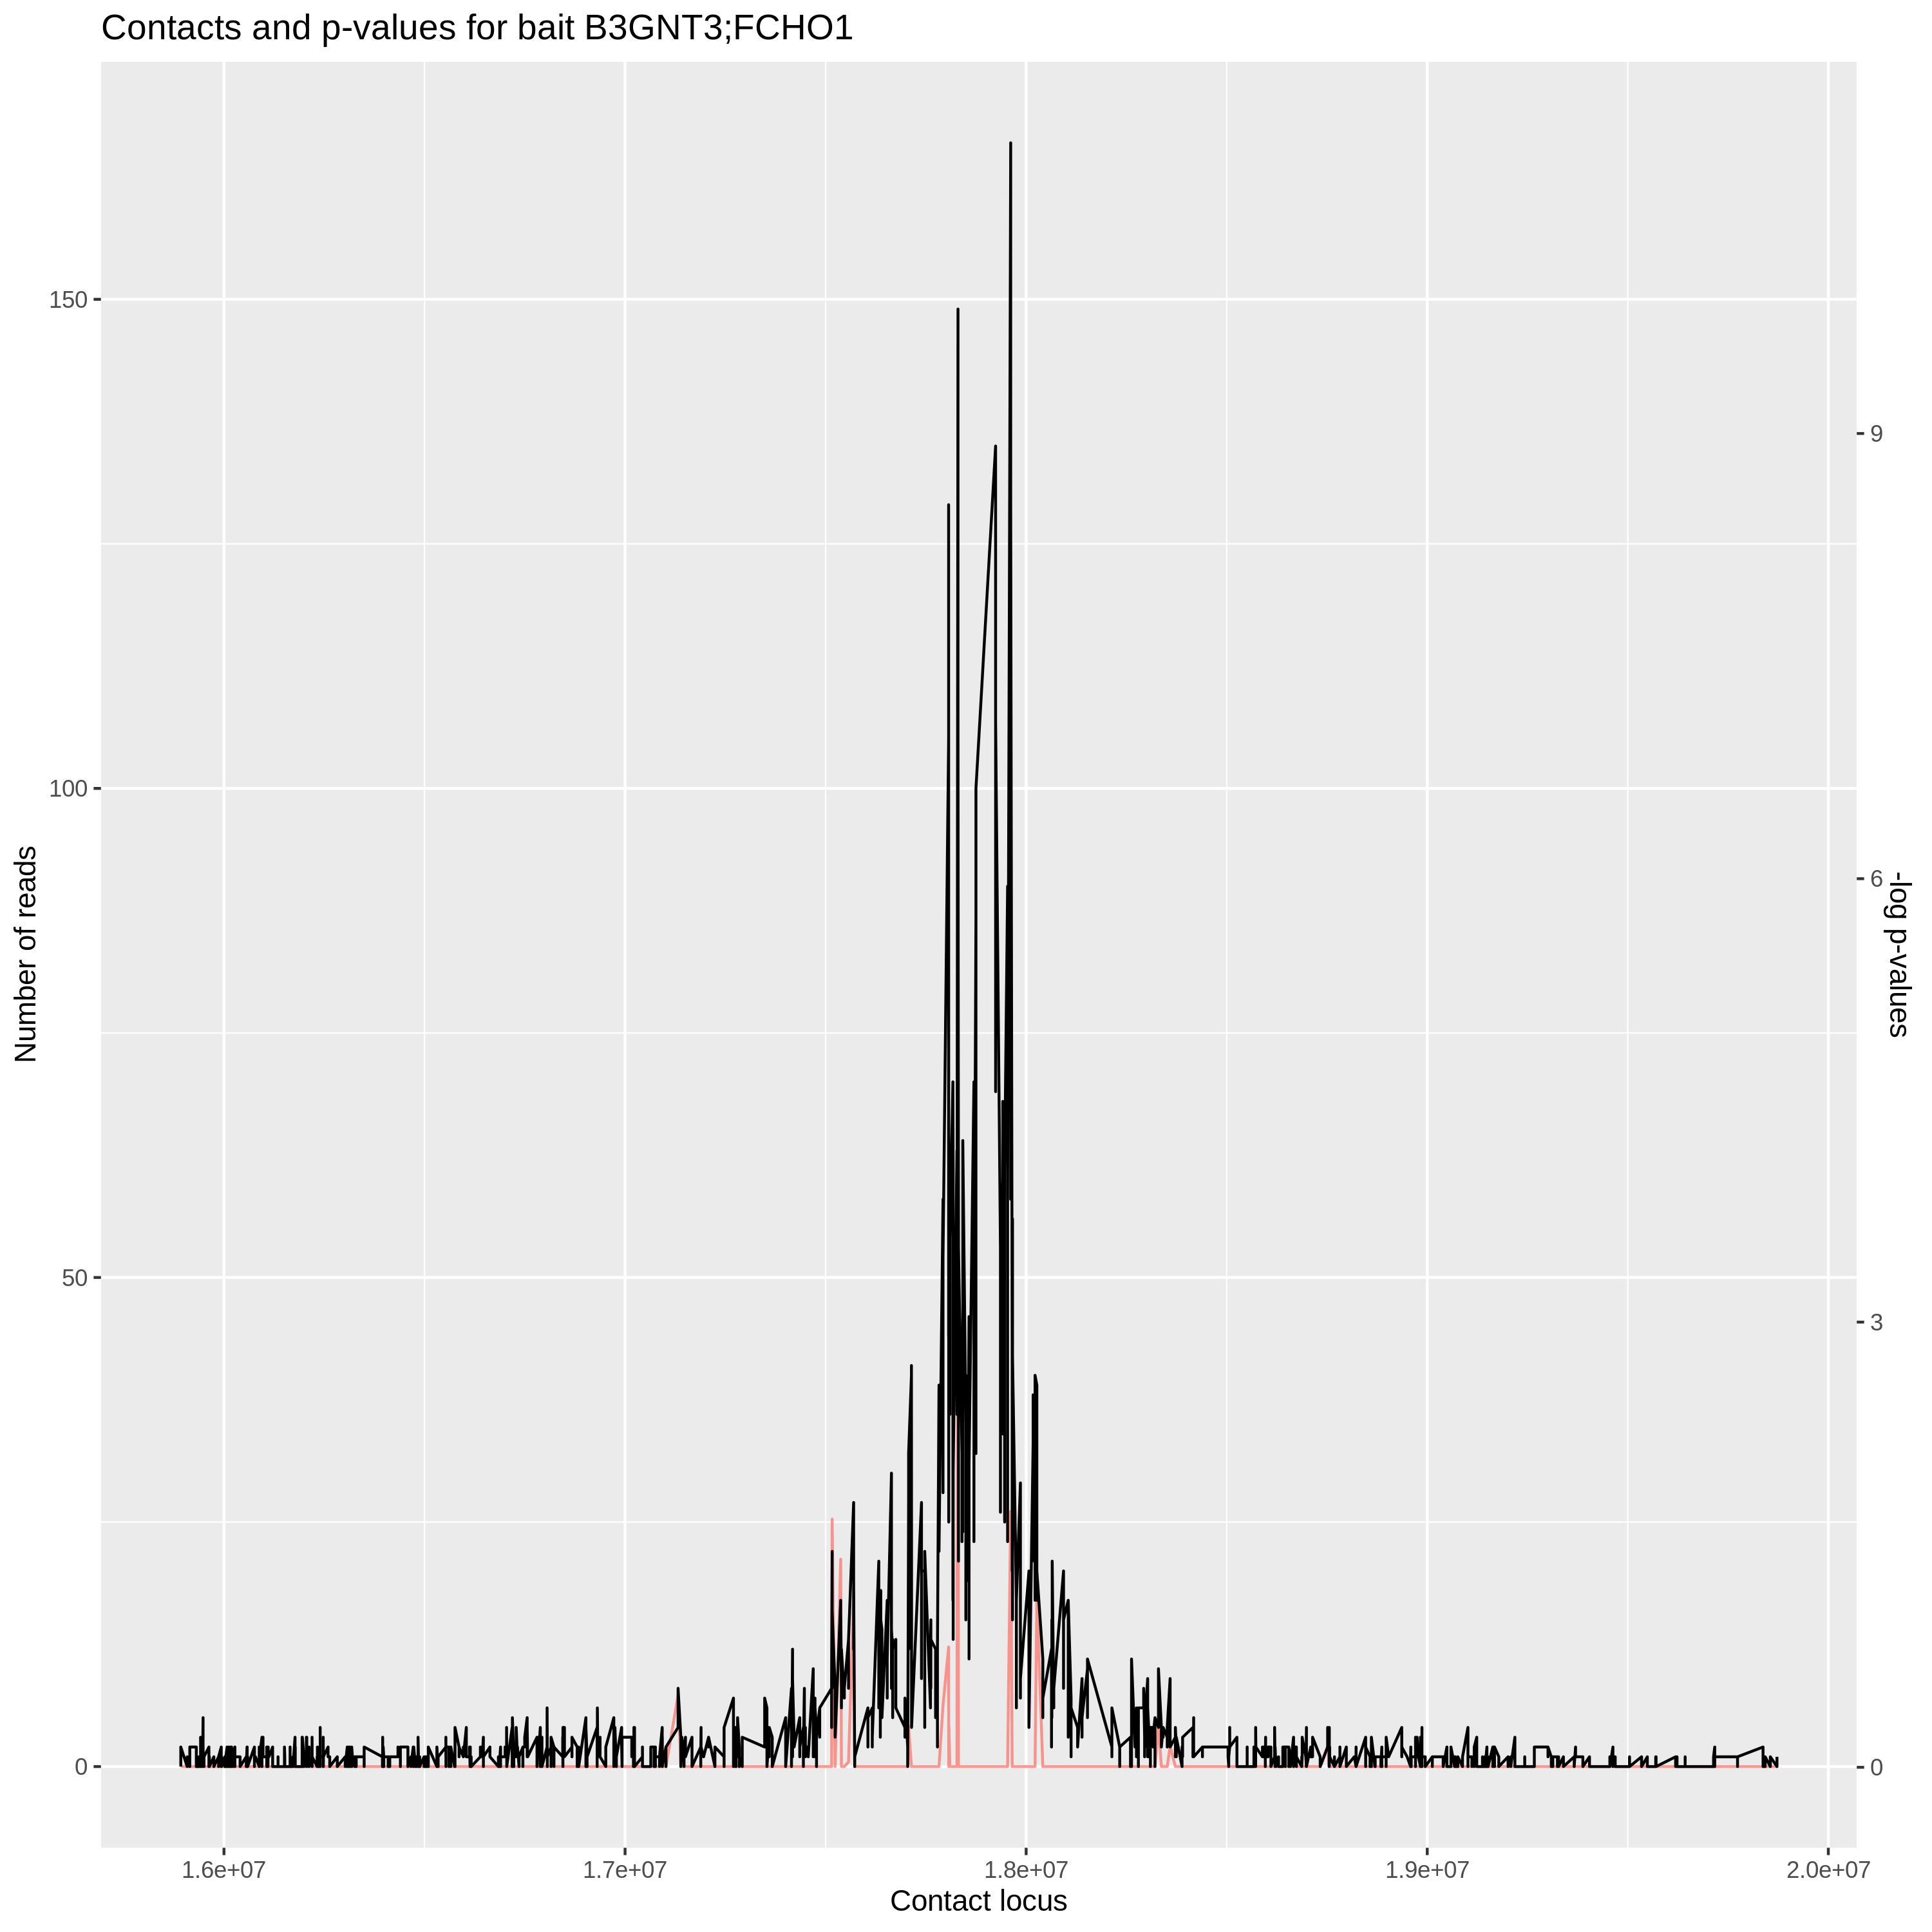 Contacts and p-values for bait B3GNT3;FCHO1
150
100
50
0
Number of reads
9
6
3
0
-log p-values
1.6e+07
1.7e+07
1.8e+07
1.9e+07
2.0e+07
Contact locus